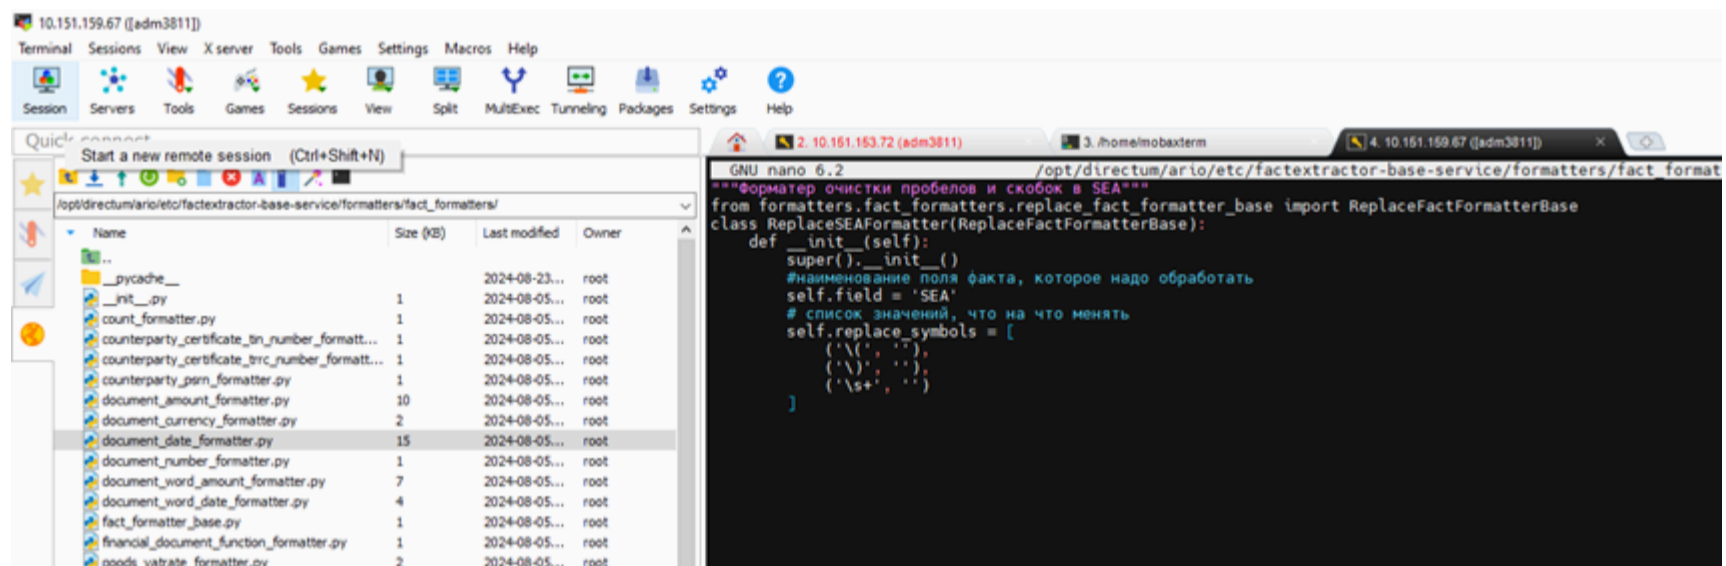 10.151.159.67 ([adm3811])
Terminal Sessions View X server Tools Games Settings Macros Help
Session Servers Tools Games Sessions View Split MultiExec Tunneling Packages Settings Help
Quick connect...
Start a new remote session (Ctrl+Shift+N)
2. 10.151.153.72 (adm3811)
3. /home/mobaxterm
4. 10.151.159.67 ([adm3811])
/opt/directum/ario/etc/factextractor-base-service/formatters/fact_formatters/
Name Size (KB) Last modified Owner
..
__pycache__ 2024-08-23... root
__init__.py 1 2024-08-05... root
count_formatter.py 1 2024-08-05... root
counterparty_certificate_tin_number_formatt... 1 2024-08-05... root
counterparty_certificate_trrc_number_formatt... 1 2024-08-05... root
counterparty_psrn_formatter.py 1 2024-08-05... root
document_amount_formatter.py 10 2024-08-05... root
document_currency_formatter.py 2 2024-08-05... root
document_date_formatter.py 15 2024-08-05... root
document_number_formatter.py 1 2024-08-05... root
document_word_amount_formatter.py 7 2024-08-05... root
document_word_date_formatter.py 4 2024-08-05... root
fact_formatter_base.py 1 2024-08-05... root
financial_document_function_formatter.py 1 2024-08-05... root
goods_vatrate_formatter.py 2 2024-08-05... root
GNU nano 6.2 /opt/directum/ario/etc/factextractor-base-service/formatters/fact_format
"""Форматер очистки пробелов и скобок в SEA"""
from formatters.fact_formatters.replace_fact_formatter_base import ReplaceFactFormatterBase
class ReplaceSEAFormatter(ReplaceFactFormatterBase):
def __init__(self):
super().__init__()
#наименование поля факта, которое надо обработать
self.field = 'SEA'
# список значений, что на что менять
self.replace_symbols = [
('\(', ''),
('\)', ''),
('\s+', '')
]